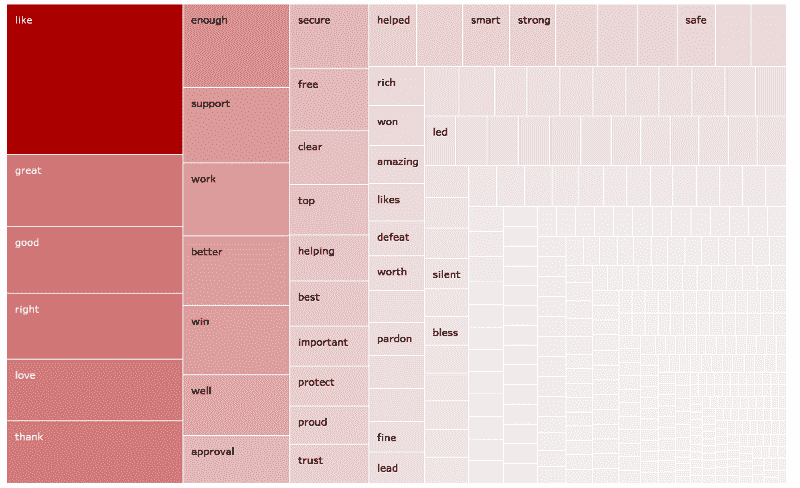 like
great
good
right
love
thank
enough
support
work
better
win
well
approval
secure
free
clear
top
helping
best
important
protect
proud
trust
helped
rich
won
amazing
likes
defeat
worth
pardon
fine
lead
smart
strong
safe
led
silent
bless